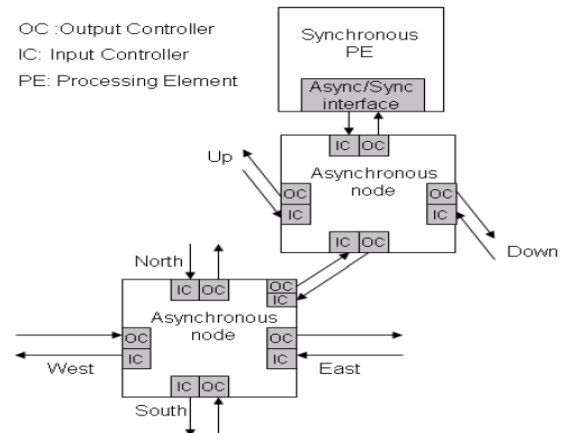 OC :Output Controller
IC: Input Controller
PE: Processing Element
Synchronous
PE
Async/Sync
interface
IC OC
Up
Asynchronous
node
OC
IC
OC
IC
Down
IC OC
North
IC OC
OC
IC
Asynchronous
node
OC
IC
OC
IC
West
East
IC OC
South